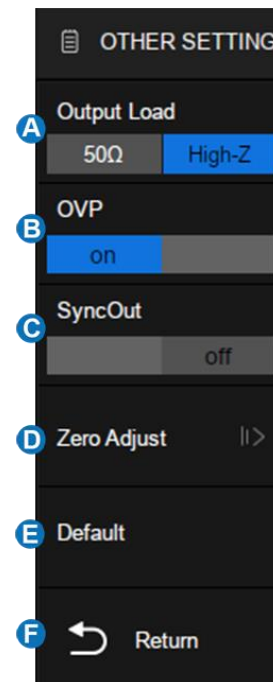 OTHER SETTING
A
Output Load
50Ω High-Z
B
OVP
on
C
SyncOut
off
D
Zero Adjust
E
Default
F
Return